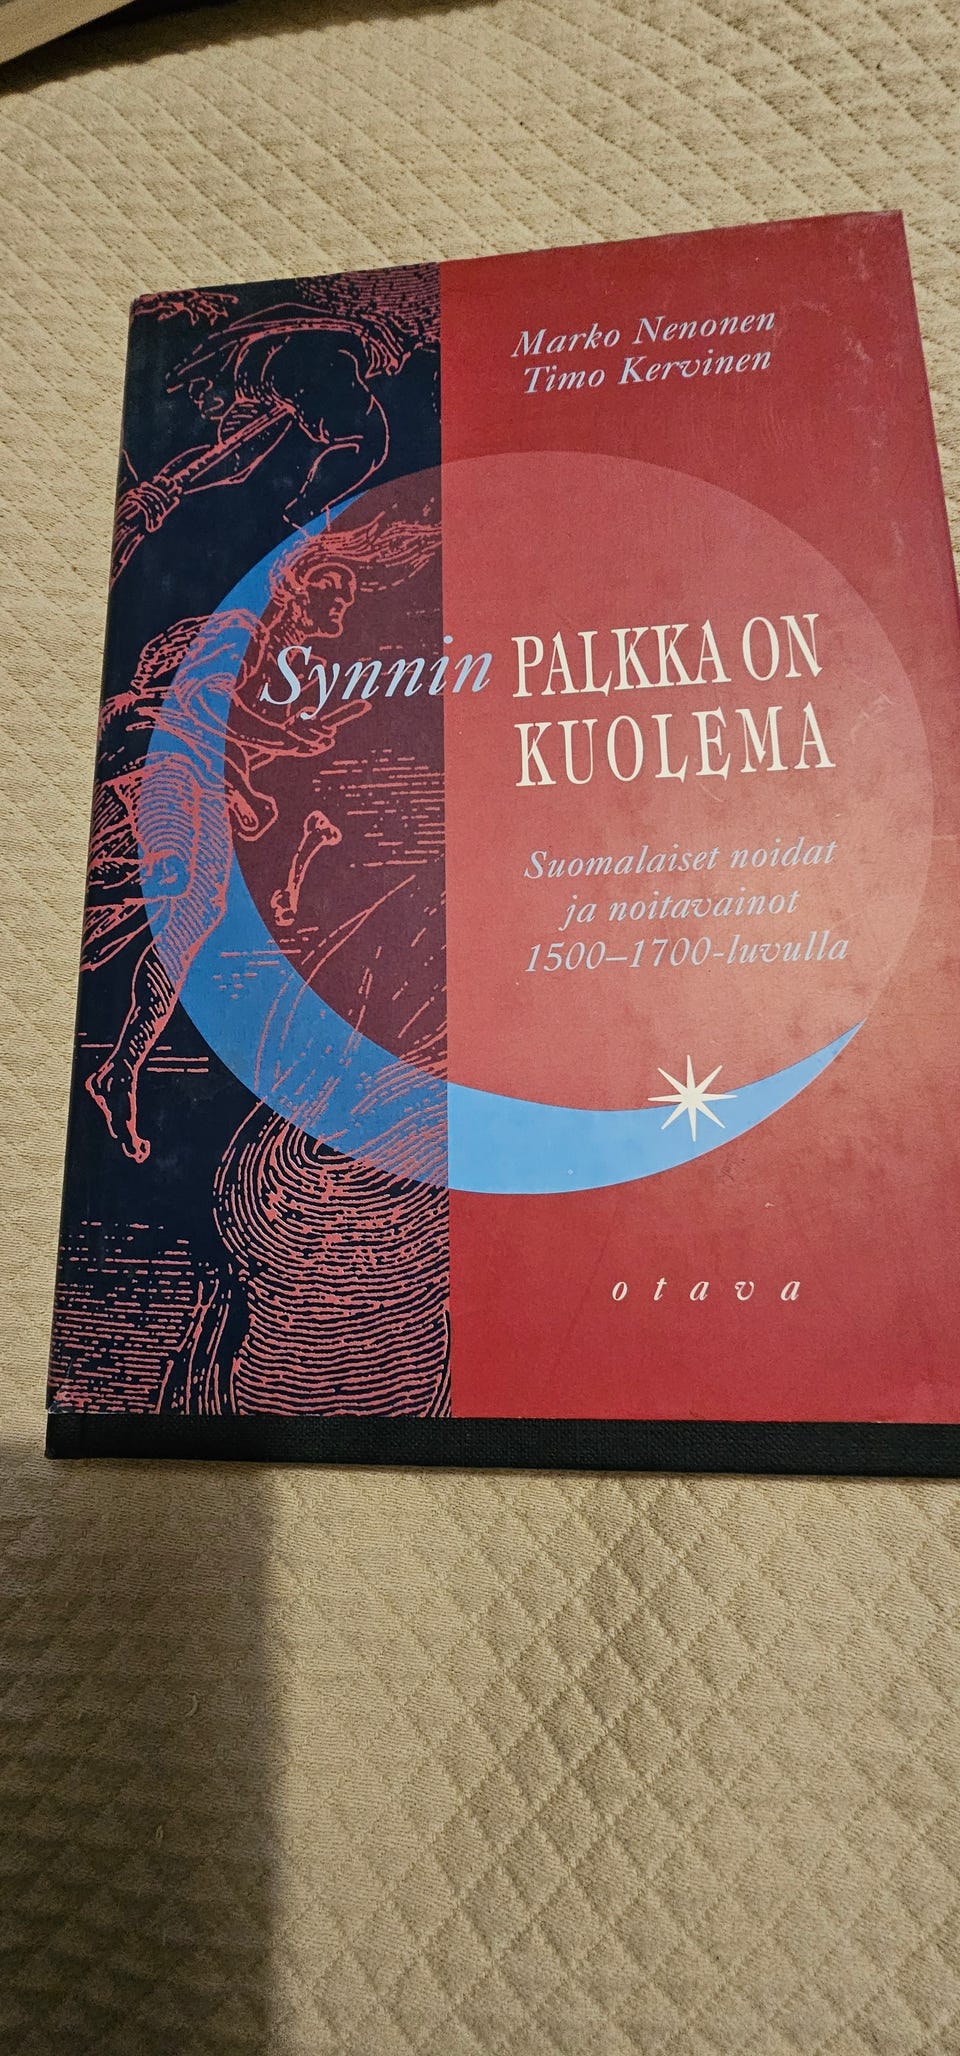 Marko Nenonen
Timo Kervinen
Synnin PALKKA ON
KUOLEMA
Suomalaiset noidat
ja noitavainot
1500–1700-luvulla
otava